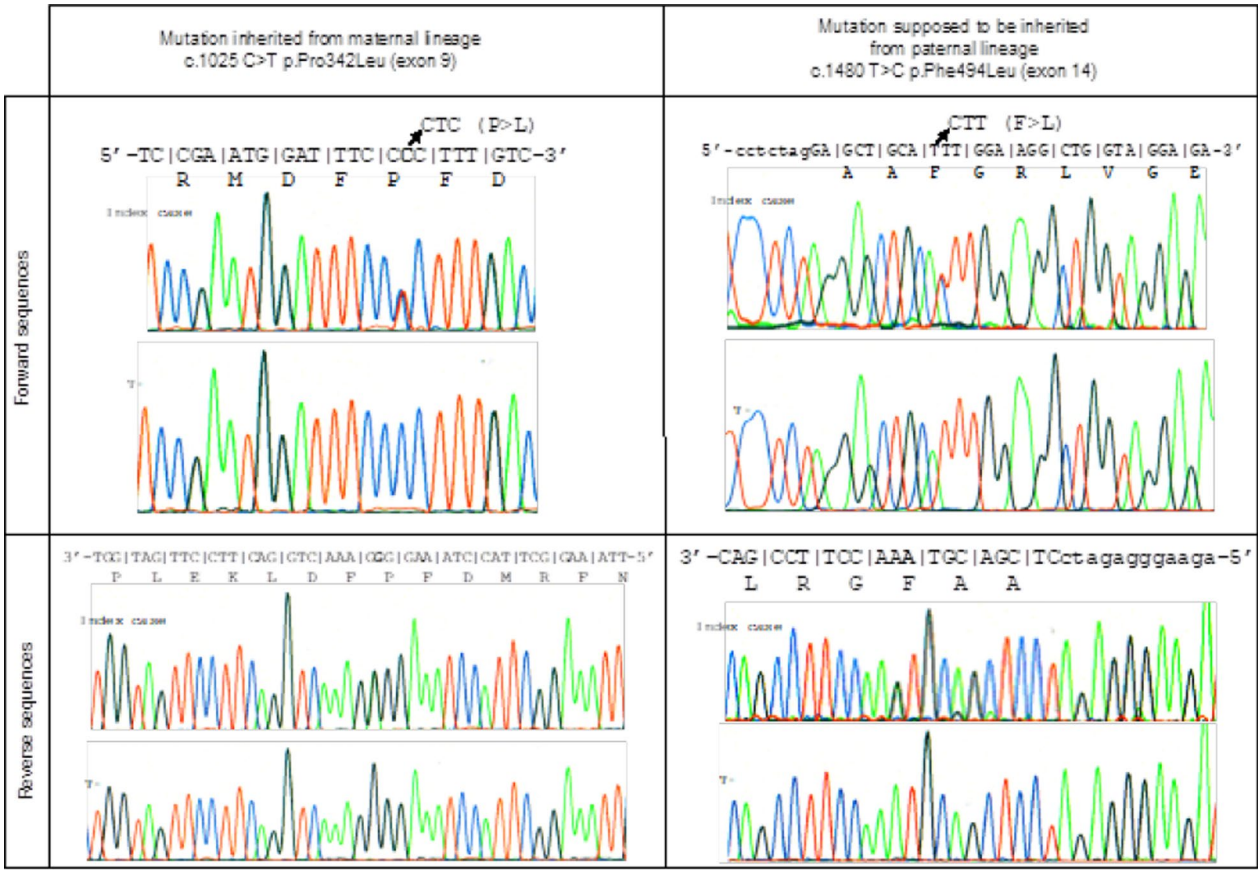 Mutation inherited from maternal lineage
c.1025 C>T p.Pro342Leu (exon 9)
Mutation supposed to be inherited
from paternal lineage
c.1480 T>C p.Phe494Leu (exon 14)
Forward sequences
CTC (P>L)
5’-TC|CGA|ATG|GAT|TTC|CCC|TTT|GTC-3’
R M D F P F D
Index case
T-
CTT (F>L)
5’-cctctagGA|GCT|GCA|TTT|GGA|AGG|CTG|GTA|GGA|GA-3’
A A F G R L V G E
Index case
T-
Reverse sequences
3’-TGG|TAG|TTC|CTT|CAG|GTC|AAA|GGG|GAA|ATC|CAT|TCG|GAA|ATT-5’
P L E K L D F P F D M R F N
Index case
T-
3’-CAG|CCT|TCC|AAA|TGC|AGC|TCctagagggaaga-5’
L R G F A A
Index case
T-